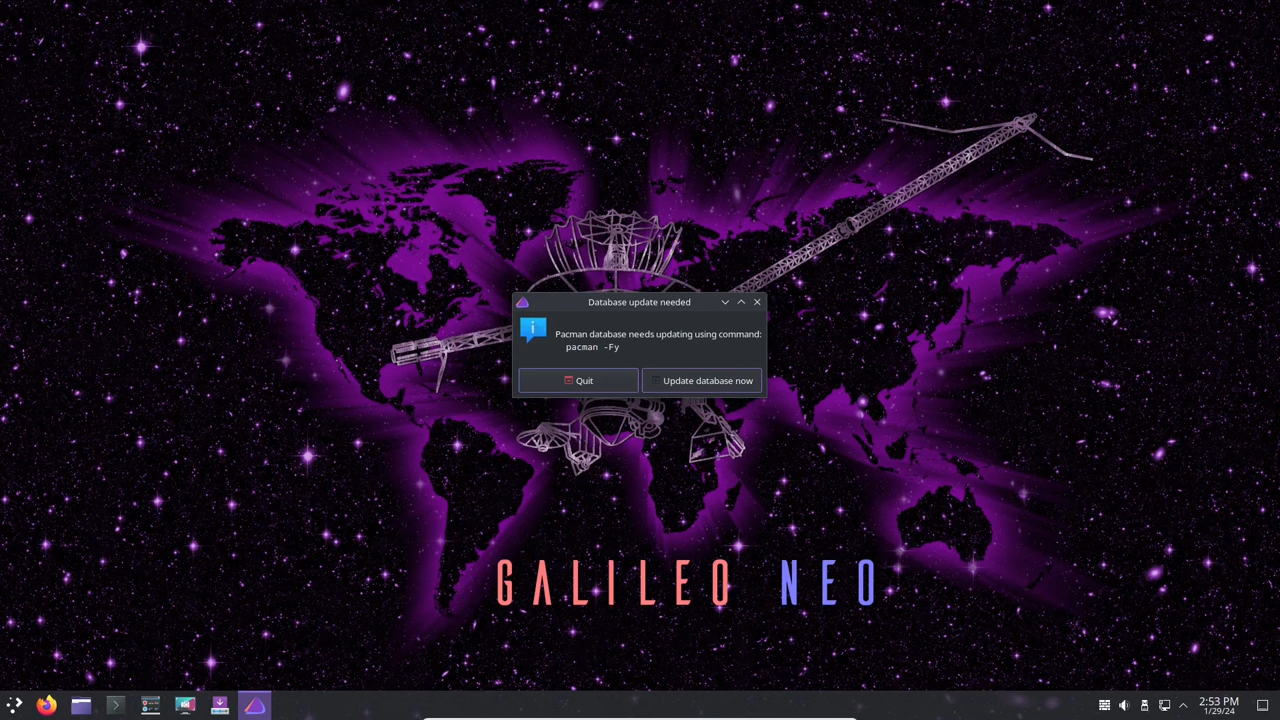 Database update needed
Pacman database needs updating using command:
pacman -Fy
Quit
Update database now
GALILEO NEO
2:53 PM
1/29/24